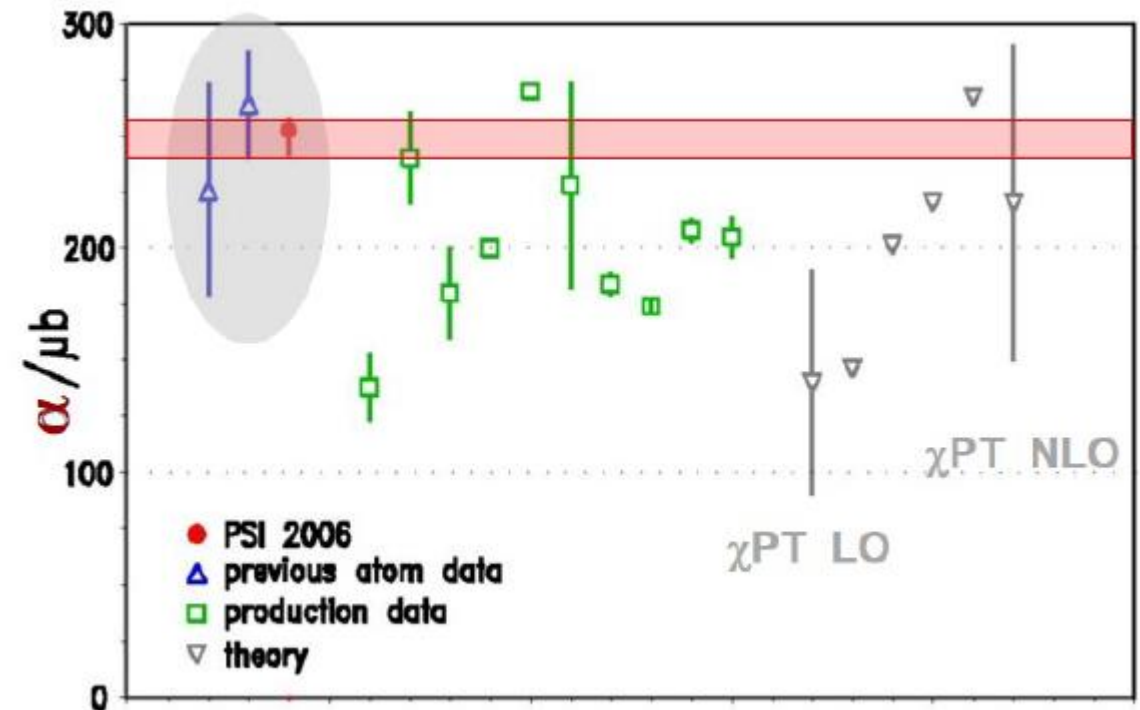 300
200
α/μb
100
χPT NLO
χPT LO
PSI 2006
previous atom data
production data
theory
0